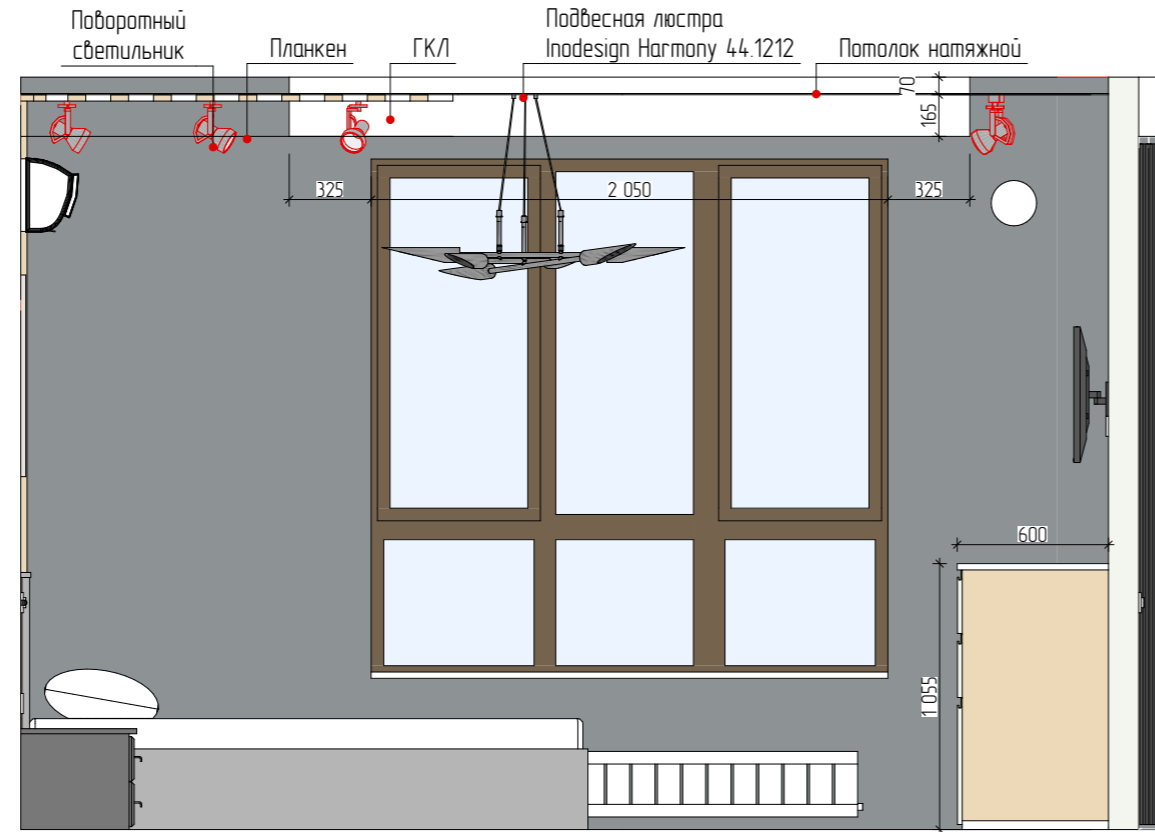 Поворотный
светильник
Планкен
ГКЛ
Подвесная люстра
Inodesign Harmony 44.1212
Потолок натяжной
70
165
325
2 050
325
600
1 055